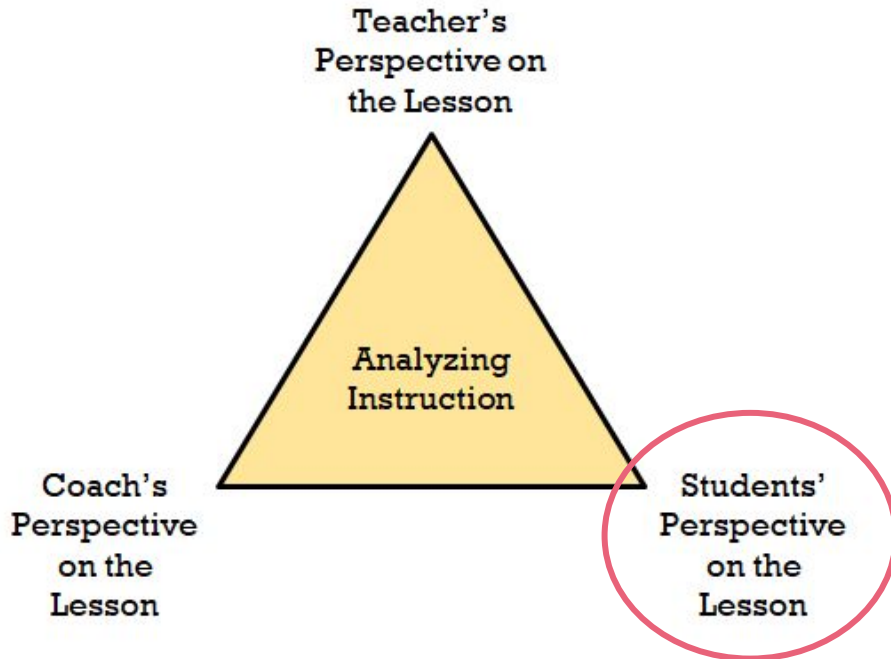 Teacher’s
Perspective on
the Lesson
Analyzing
Instruction
Coach’s
Perspective
on the
Lesson
Students’
Perspective
on the
Lesson